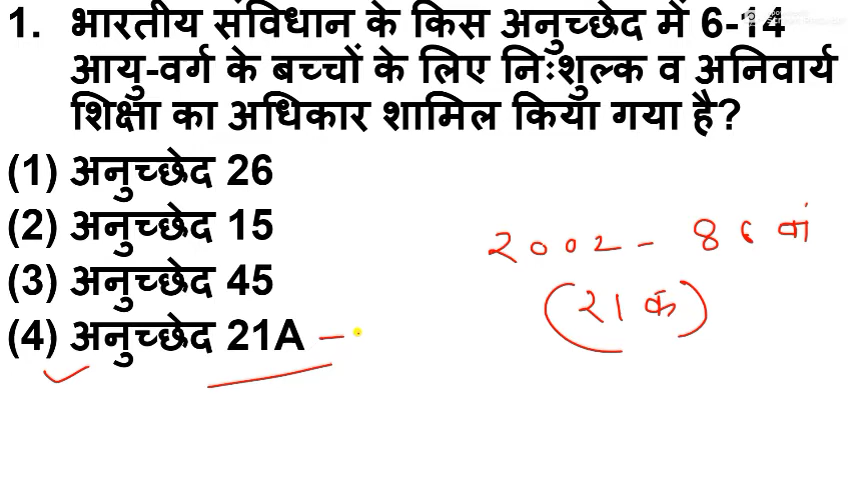 1. भारतीय संविधान के किस अनुच्छेद में 6-14
आयु-वर्ग के बच्चों के लिए निःशुल्क व अनिवार्य
शिक्षा का अधिकार शामिल किया गया है?
(1) अनुच्छेद 26
(2) अनुच्छेद 15
(3) अनुच्छेद 45
(4) अनुच्छेद 21A –
2002 - 86 वां
(21 क)